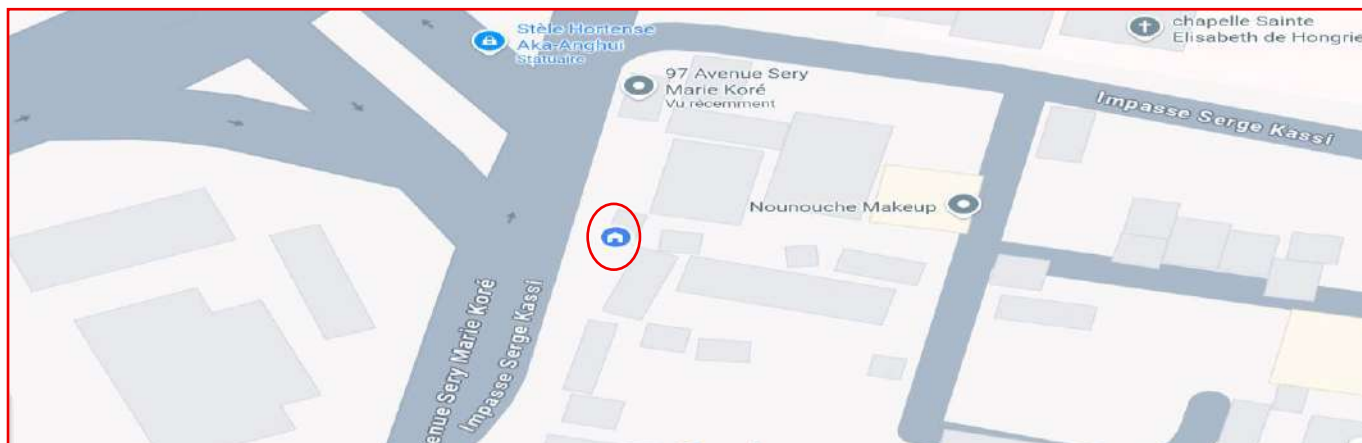 Stèle Hortense
Aka-Anghui
Statuaire
chapelle Sainte
Elisabeth de Hongrie
97 Avenue Sery
Marie Koré
Vu récemment
Impasse Serge Kassi
Nounouche Makeup
enue Sery Marie Koré
Impasse Serge Kassi